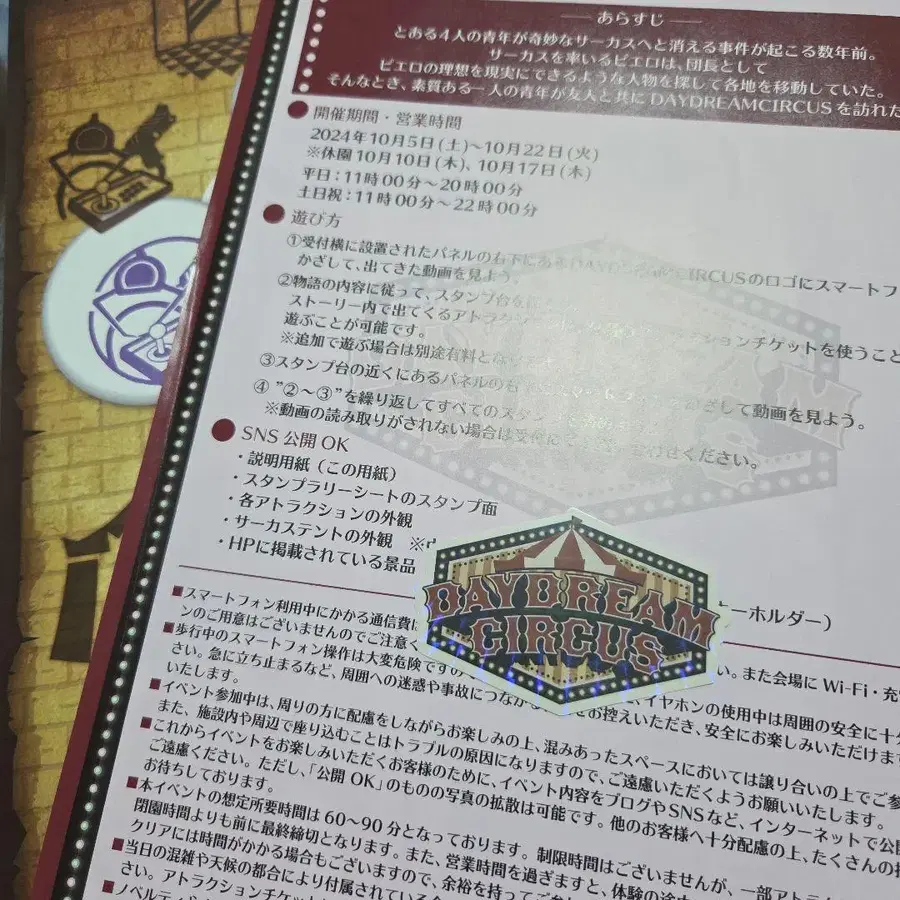 あらすじ
とある4人の青年が奇妙なサーカスへと消える事件が起こる数年前。
サーカスを率いるピエロは、団長として
ピエロの理想を現実にできるような人物を探して各地を移動していた。
そんなとき、素質ある一人の青年が友人と共に DAYDREAMCIRCUS を訪れた
開催期間・営業時間
2024年10月5日(土)～10月22日(火)
※休園10月10日(木)、10月17日(木)
平日：11時00分～20時00分
土日祝：11時00分～22時00分
遊び方
①受付横に設置されたパネルの右下にあるDAYDREAMCIRCUSのロゴにスマートフ
かざして、出てきた動画を見よう。
②物語の内容に従って、スタンプ台を
ストーリー内で出てくるアトラクション ションチケットを使うこと
遊ぶことが可能です。
※追加で遊ぶ場合は別途有料とな
③スタンプ台の近くにあるパネルの右 かざして動画を見よう。
④ ”②～③”を繰り返してすべてのスタン
※動画の読み取りがされない場合は受付に ください。
SNS 公開 OK
・説明用紙（この用紙）
・スタンプラリーシートのスタンプ面
・各アトラクションの外観
・サーカステントの外観 ※
・HPに掲載されている景品 ーホルダー）
DAYDREAM
CIRCUS
■スマートフォン利用中にかかる通信費は い。また会場に Wi-Fi・充
ンのご用意はございませんのでご注意く
■歩行中のスマートフォン操作は大変危険ですの イヤホンの使用中は周囲の安全に十分
さい。急に立ち止まるなど、周囲への迷惑や事故につなが お控えいただき、安全にお楽しみいただけま
いたします。
■イベント参加中は、周りの方に配慮をしながらお楽しみの上、混みあったスペースにおいては譲り合いの上でご参
また、施設内や周辺で座り込むことはトラブルの原因になりますので、ご遠慮いただくようお願いいたします。
■これからイベントをお楽しみいただくお客様のために、イベント内容をブログやSNSなど、インターネットで公開
ご遠慮ください。ただし、「公開 OK」のものの写真の拡散は可能です。他のお客様へ十分配慮の上、たくさんの
お待ちしております。
■本イベントの想定所要時間は 60～90 分となっております。制限時間はございませんが、一部アトラ
閉園時間よりも前に最終締切となります。また、営業時間を過ぎますと、体験の途
クリアには時間がかかる場合もございますので、余裕を持ってご参
■当日の混雑や天候の都合により
さい。アトラクションチケットに付属されている
■ノベルティ